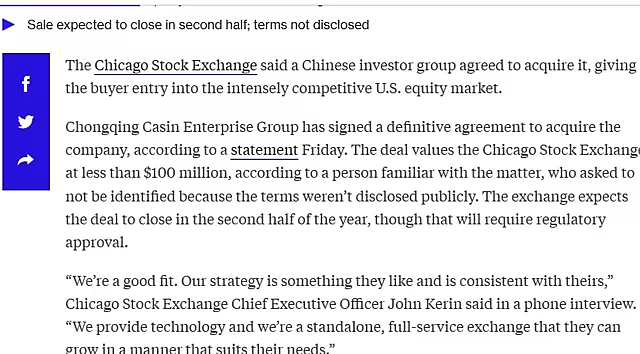 Sale expected to close in second half; terms not disclosed
The Chicago Stock Exchange said a Chinese investor group agreed to acquire it, giving
the buyer entry into the intensely competitive U.S. equity market.
Chongqing Casin Enterprise Group has signed a definitive agreement to acquire the
company, according to a statement Friday. The deal values the Chicago Stock Exchange
at less than $100 million, according to a person familiar with the matter, who asked to
not be identified because the terms weren’t disclosed publicly. The exchange expects
the deal to close in the second half of the year, though that will require regulatory
approval.
“We’re a good fit. Our strategy is something they like and is consistent with theirs,”
Chicago Stock Exchange Chief Executive Officer John Kerin said in a phone interview.
“We provide technology and we’re a standalone, full-service exchange that they can
grow in a manner that suits their needs.”